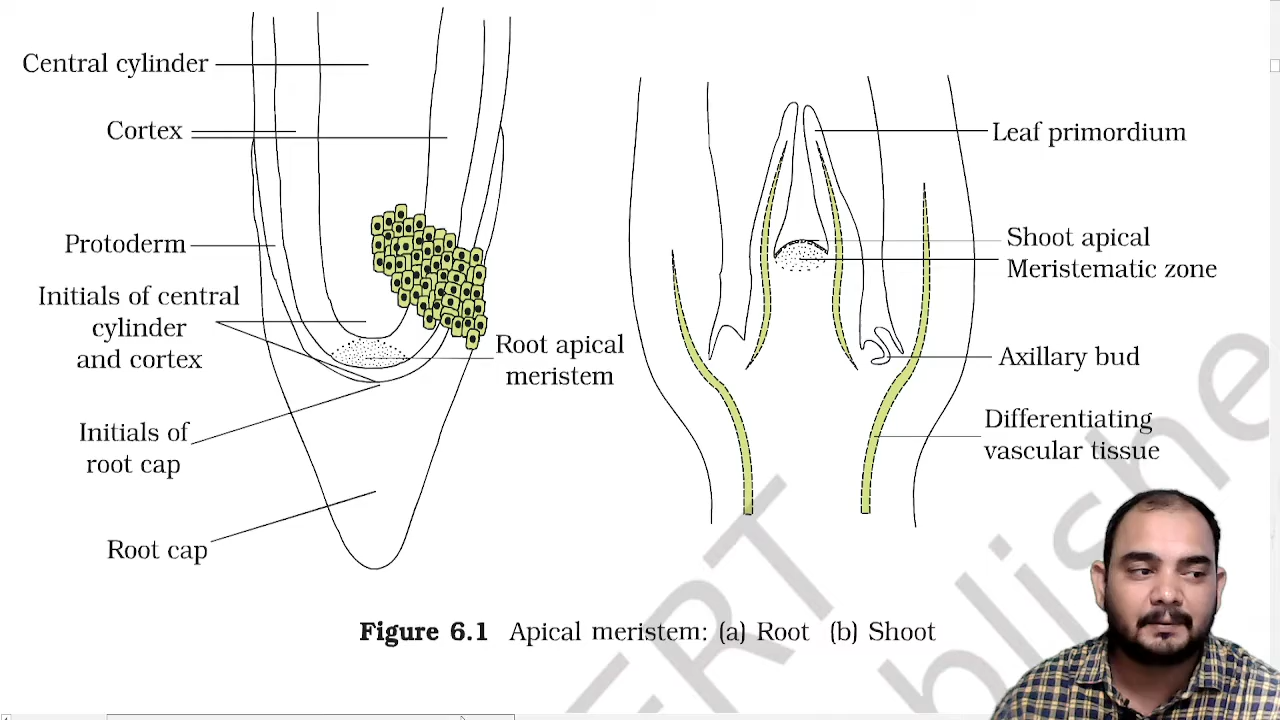 Central cylinder
Cortex
Protoderm
Initials of central
cylinder
and cortex
Root apical
meristem
Initials of
root cap
Root cap
Leaf primordium
Shoot apical
Meristematic zone
Axillary bud
Differentiating
vascular tissue
Figure 6.1 Apical meristem: (a) Root (b) Shoot